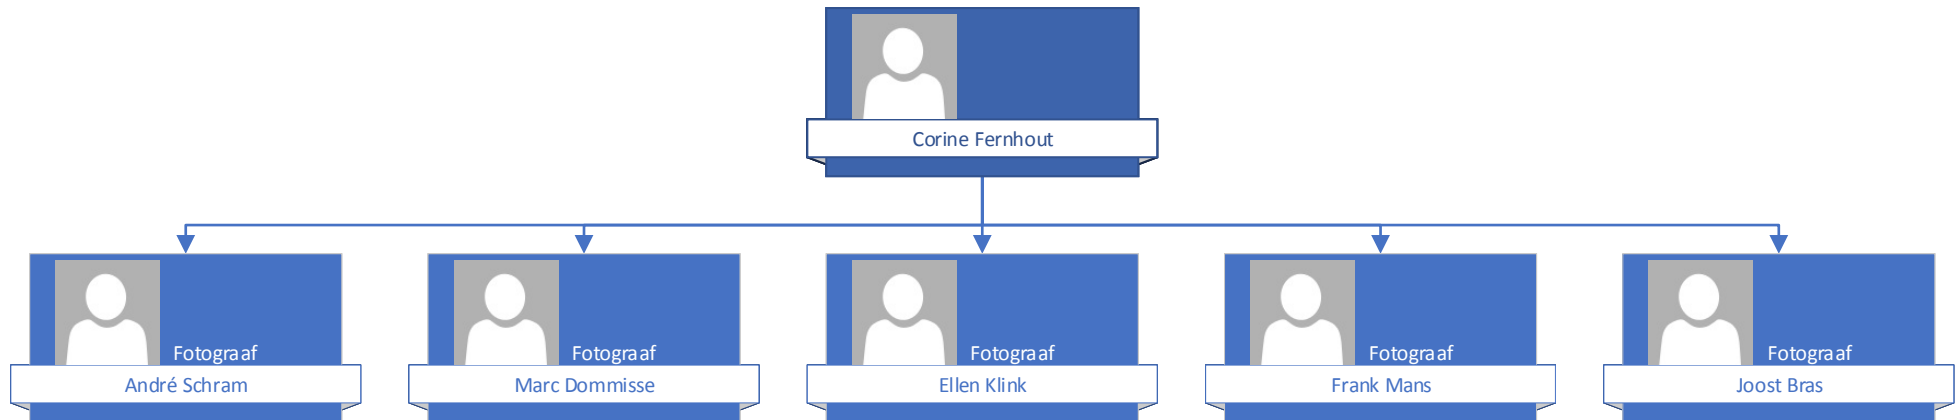 Corine Fernhout
Fotograaf
André Schram
Fotograaf
Marc Dommisse
Fotograaf
Ellen Klink
Fotograaf
Frank Mans
Fotograaf
Joost Bras